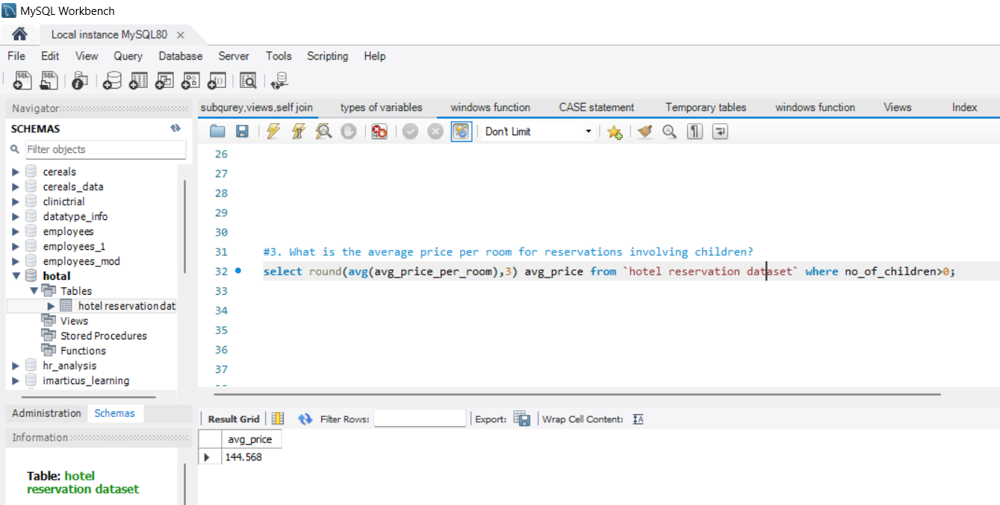 MySQL Workbench
Local instance MySQL80
File Edit View Query Database Server Tools Scripting Help
Navigator
SCHEMAS
Filter objects
cereals
cereals_data
clinictrial
datatype_info
employees
employees_1
employees_mod
hotal
Tables
hotel reservation dat
Views
Stored Procedures
Functions
hr_analysis
imarticus_learning
Administration Schemas
Information
Table: hotel
reservation dataset
subqurey,views,self join types of variables windows function CASE statement Temporary tables windows function Views Index
Don't Limit
26
27
28
29
30
31 #3. What is the average price per room for reservations involving children?
32 select round(avg(avg_price_per_room),3) avg_price from `hotel reservation dataset` where no_of_children>0;
33
34
35
36
37
Result Grid Filter Rows: Export: Wrap Cell Content:
avg_price
144.568